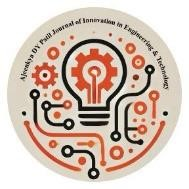 Ajeenkya DY Patil Journal of Innovation in Engineering & Technology